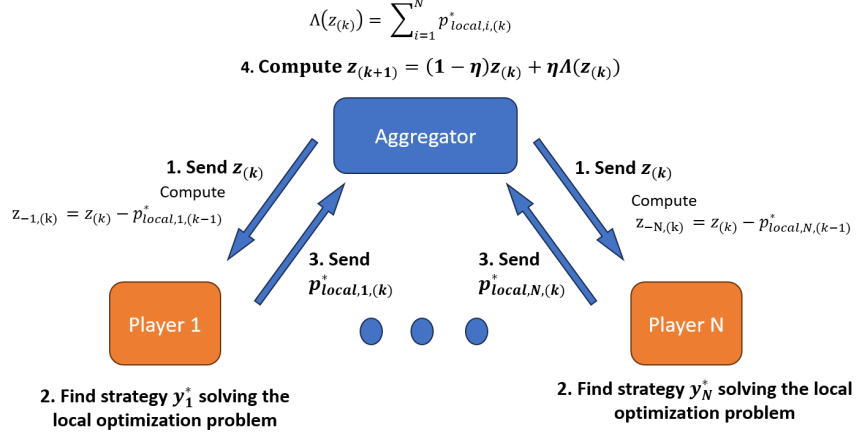 Λ(z₍ₖ₎) = ∑ᵢ₌₁ᴺ p*local,i,(k)
4. Compute z₍ₖ₊₁₎ = (1 − η)z₍ₖ₎ + ηΛ(z₍ₖ₎)
Aggregator
1. Send z₍ₖ₎
Compute
z₋₁,₍ₖ₎ = z₍ₖ₎ − p*local,1,(k−1)
1. Send z₍ₖ₎
Compute
z₋N,(k) = z₍ₖ₎ − p*local,N,(k−1)
3. Send
p*local,1,(k)
3. Send
p*local,N,(k)
Player 1
Player N
2. Find strategy y₁* solving the
local optimization problem
2. Find strategy y*N solving the local
optimization problem